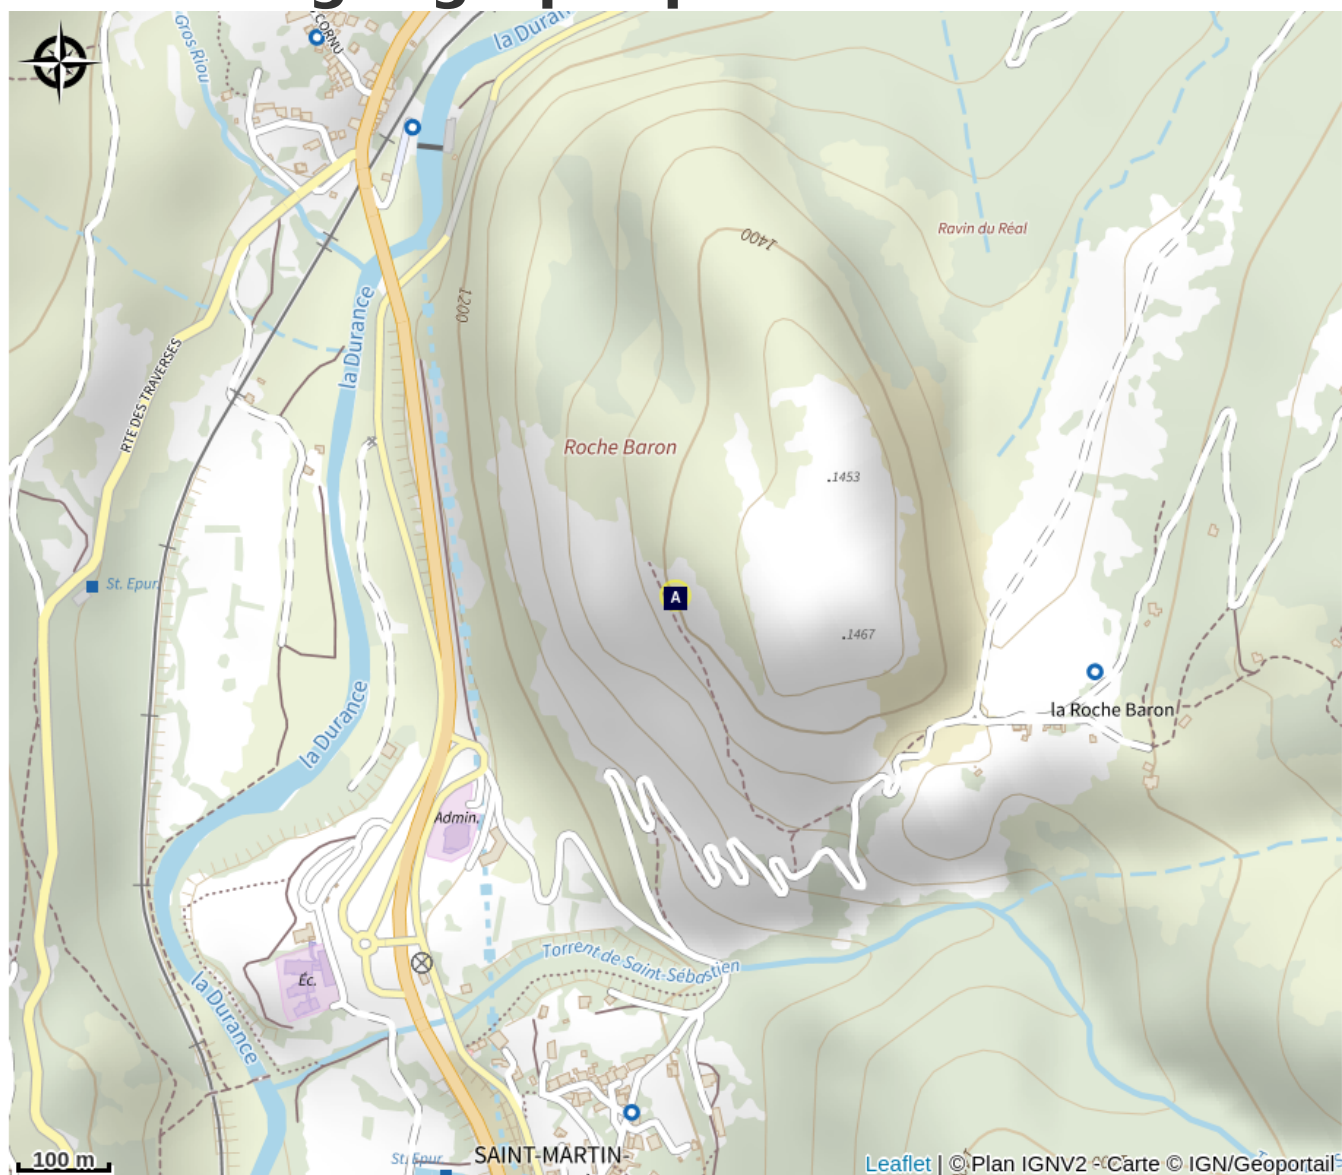 Gros Riou
CORNU
la Duran
1400
Ravin du Réal
1200
la Durance
RTE DES TRAVERSES
Roche Baron
.1453
St. Epur.
A
.1467
la Durance
la Roche Baron
Admin.
Torrent de Saint-Sébastien
Éc.
la Durance
SAINT-MARTIN-
St. Epur
100 m
Leaflet | © Plan IGNV2 - Carte © IGN/Geoportail